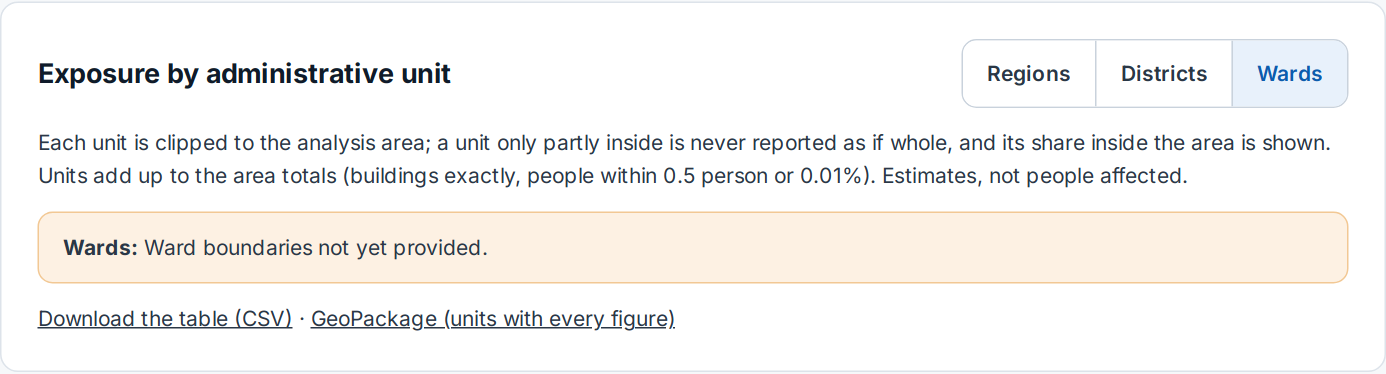 Exposure by administrative unit
Regions
Districts
Wards
Each unit is clipped to the analysis area; a unit only partly inside is never reported as if whole, and its share inside the area is shown.
Units add up to the area totals (buildings exactly, people within 0.5 person or 0.01%). Estimates, not people affected.
Wards: Ward boundaries not yet provided.
Download the table (CSV) · GeoPackage (units with every figure)